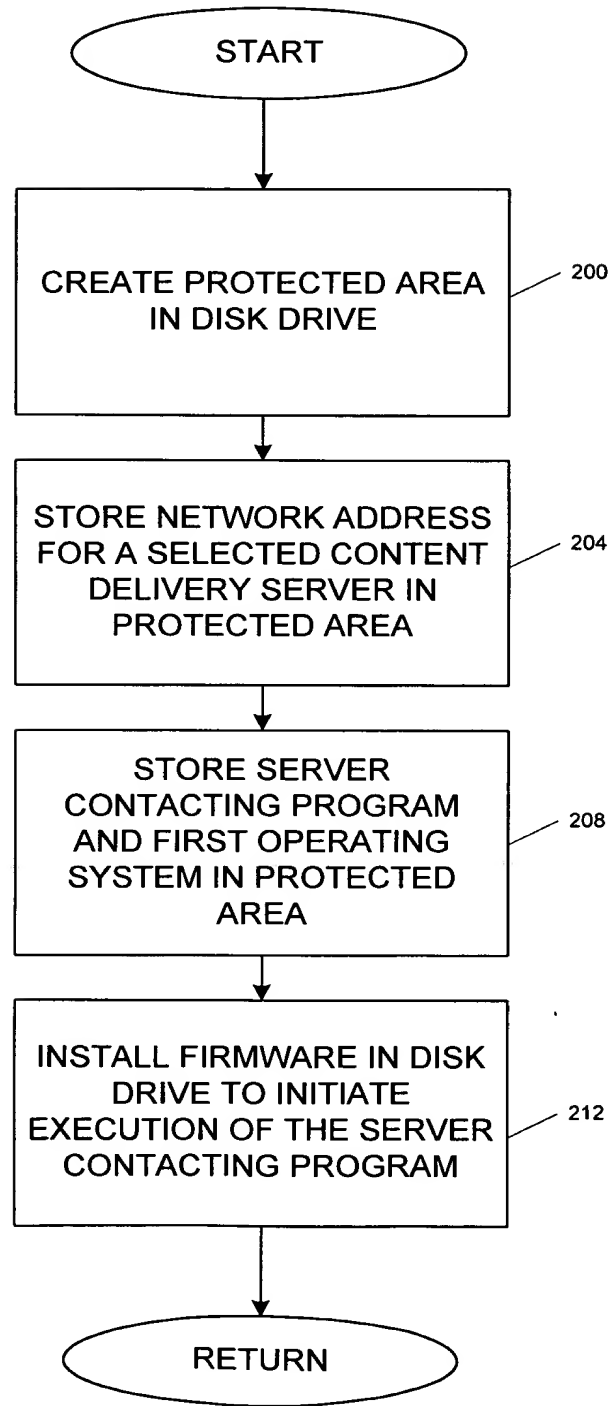 START
CREATE PROTECTED AREA
IN DISK DRIVE
200
STORE NETWORK ADDRESS
FOR A SELECTED CONTENT
DELIVERY SERVER IN
PROTECTED AREA
204
STORE SERVER
CONTACTING PROGRAM
AND FIRST OPERATING
SYSTEM IN PROTECTED
AREA
208
INSTALL FIRMWARE IN DISK
DRIVE TO INITIATE
EXECUTION OF THE SERVER
CONTACTING PROGRAM
212
RETURN